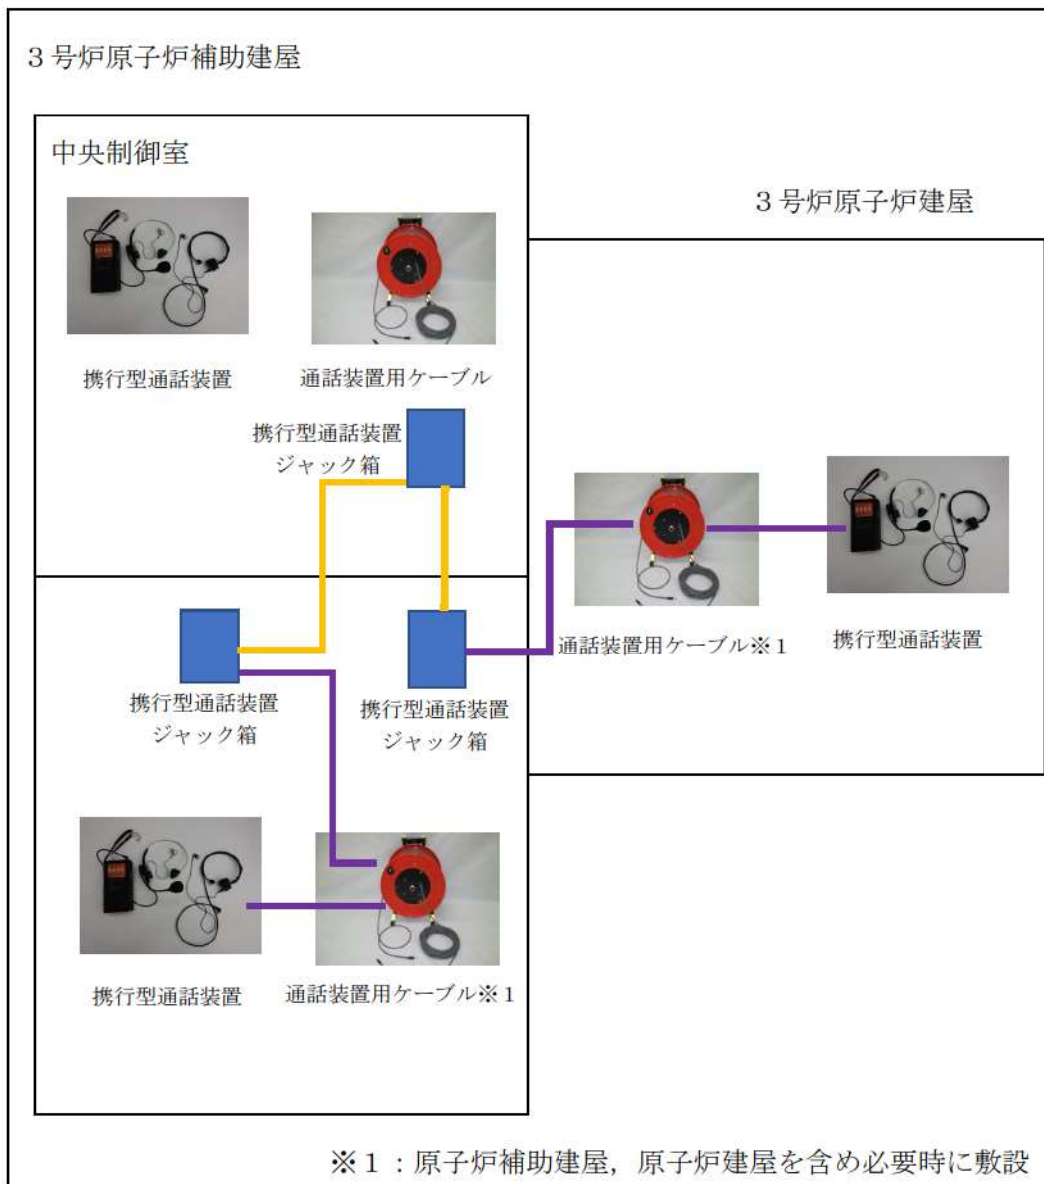 ３号炉原子炉補助建屋
中央制御室
３号炉原子炉建屋
携行型通話装置
通話装置用ケーブル
携行型通話装置
ジャック箱
通話装置用ケーブル※１
携行型通話装置
携行型通話装置
ジャック箱
携行型通話装置
ジャック箱
携行型通話装置
通話装置用ケーブル※１
※１：原子炉補助建屋，原子炉建屋を含め必要時に敷設